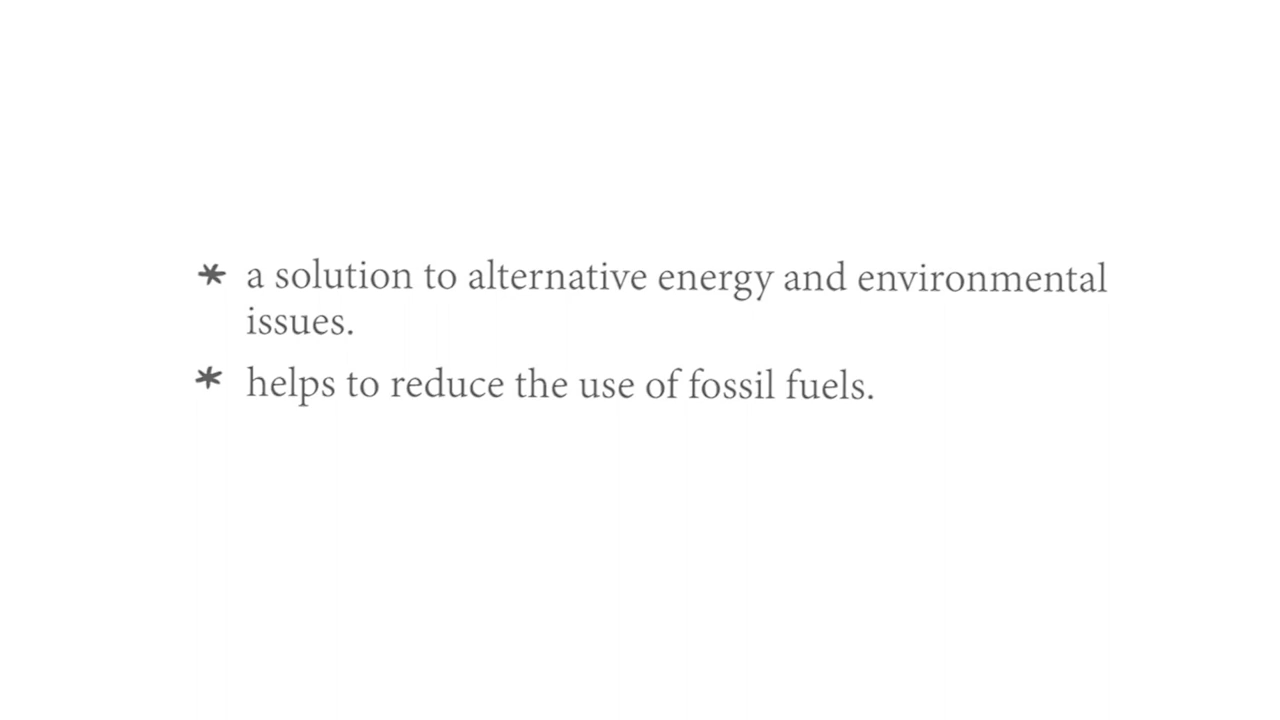 * a solution to alternative energy and environmental
issues.
* helps to reduce the use of fossil fuels.